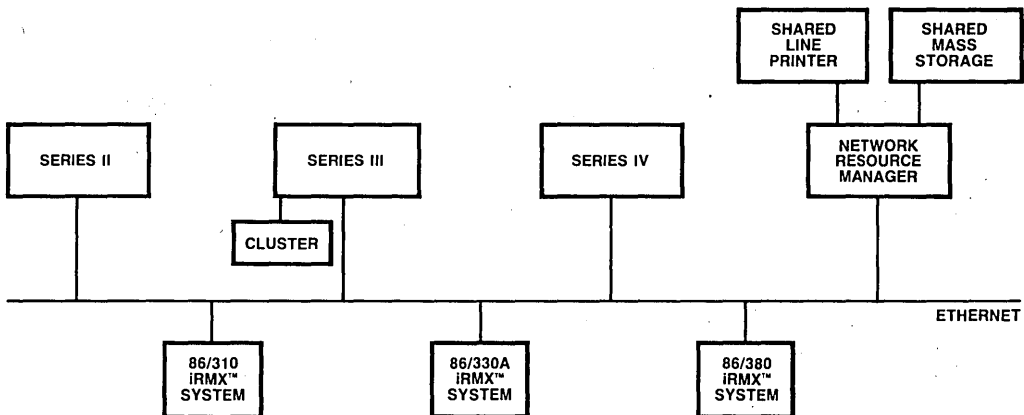 SHARED
LINE
PRINTER
SHARED
MASS
STORAGE
SERIES II
SERIES III
SERIES IV
NETWORK
RESOURCE
MANAGER
CLUSTER
ETHERNET
86/310
iRMX™
SYSTEM
86/330A
iRMX™
SYSTEM
86/380
iRMX™
SYSTEM